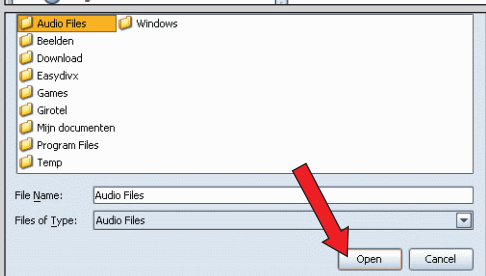 Audio Files Windows
Beelden
Download
Easydivx
Games
Girotel
Mijn documenten
Program Files
Temp
File Name: Audio Files
Files of Type: Audio Files
Open Cancel